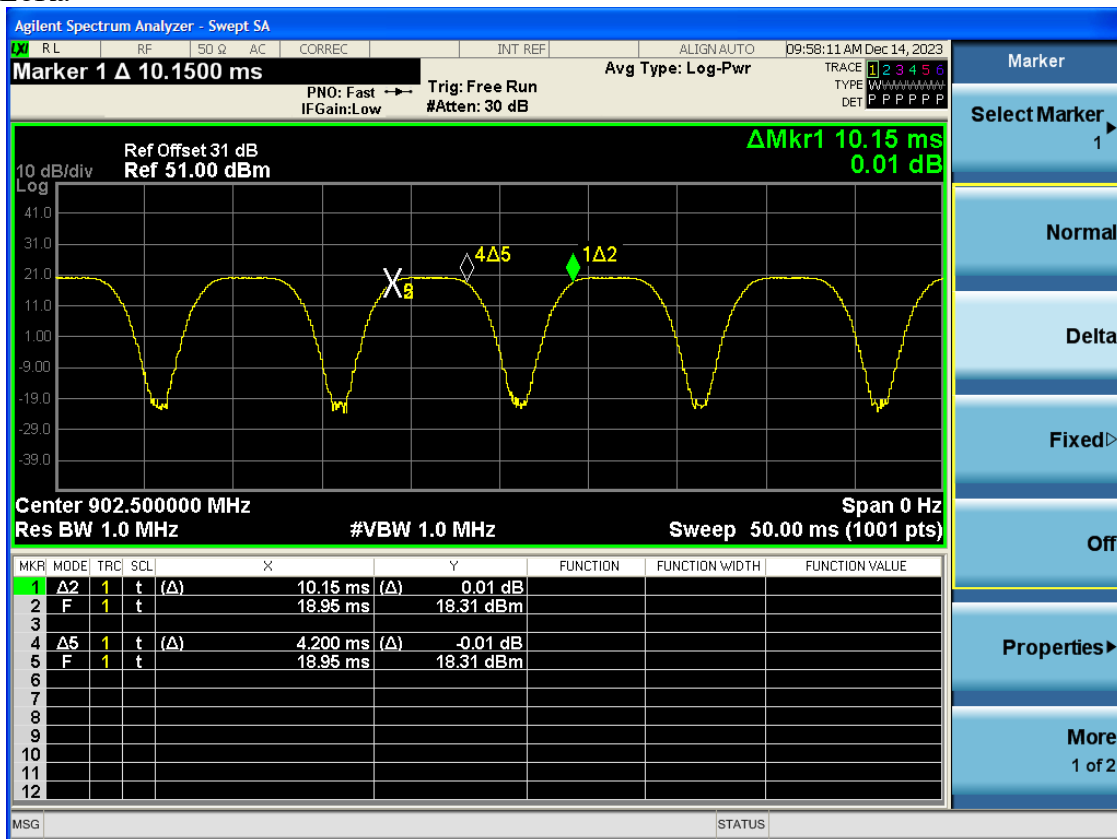 Agilent Spectrum Analyzer - Swept SA
LXI RL RF 50 Ω AC CORREC INT REF ALIGN AUTO 09:58:11 AM Dec 14, 2023
Marker 1 Δ 10.1500 ms
PNO: Fast
IFGain:Low
Trig: Free Run
#Atten: 30 dB
Avg Type: Log-Pwr
TRACE 1 2 3 4 5 6
TYPE WWWWWW
DET P P P P P P
ΔMkr1 10.15 ms
0.01 dB
Ref Offset 31 dB
10 dB/div Ref 51.00 dBm
Log
41.0
31.0
21.0
11.0
1.00
-9.00
-19.0
-29.0
-39.0
4Δ5
1Δ2
Center 902.500000 MHz
Span 0 Hz
Res BW 1.0 MHz
#VBW 1.0 MHz
Sweep 50.00 ms (1001 pts)
MKR MODE TRC SCL X Y FUNCTION FUNCTION WIDTH FUNCTION VALUE
1 Δ2 1 t (Δ) 10.15 ms (Δ) 0.01 dB
2 F 1 t 18.95 ms 18.31 dBm
3
4 Δ5 1 t (Δ) 4.200 ms (Δ) -0.01 dB
5 F 1 t 18.95 ms 18.31 dBm
6
7
8
9
10
11
12
MSG
STATUS
Marker
Select Marker
1
Normal
Delta
Fixed
Off
Properties
More
1 of 2